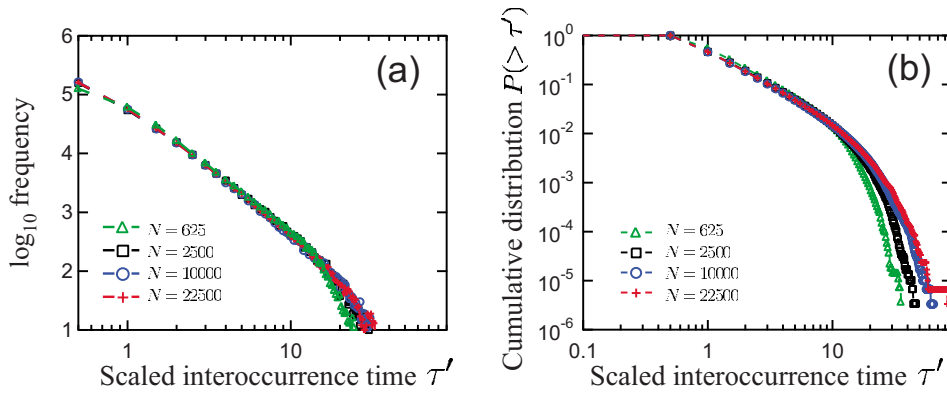 6
5
4
3
2
1
1
10
log₁₀ frequency
Scaled interoccurrence time τ′
(a)
N = 625
N = 2500
N = 10000
N = 22500
10⁰
10⁻¹
10⁻²
10⁻³
10⁻⁴
10⁻⁵
10⁻⁶
0.1
1
10
Cumulative distribution P(> τ′)
Scaled interoccurrence time τ′
(b)
N = 625
N = 2500
N = 10000
N = 22500